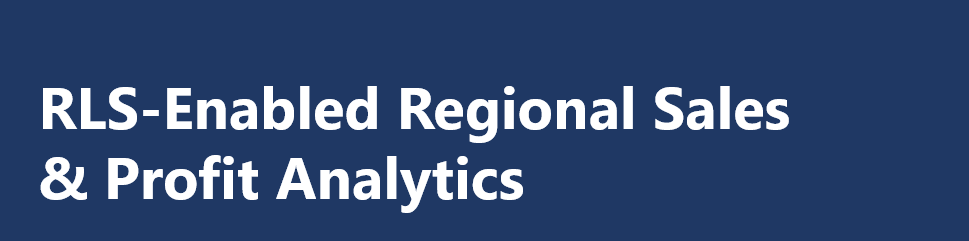 RLS-Enabled Regional Sales
& Profit Analytics